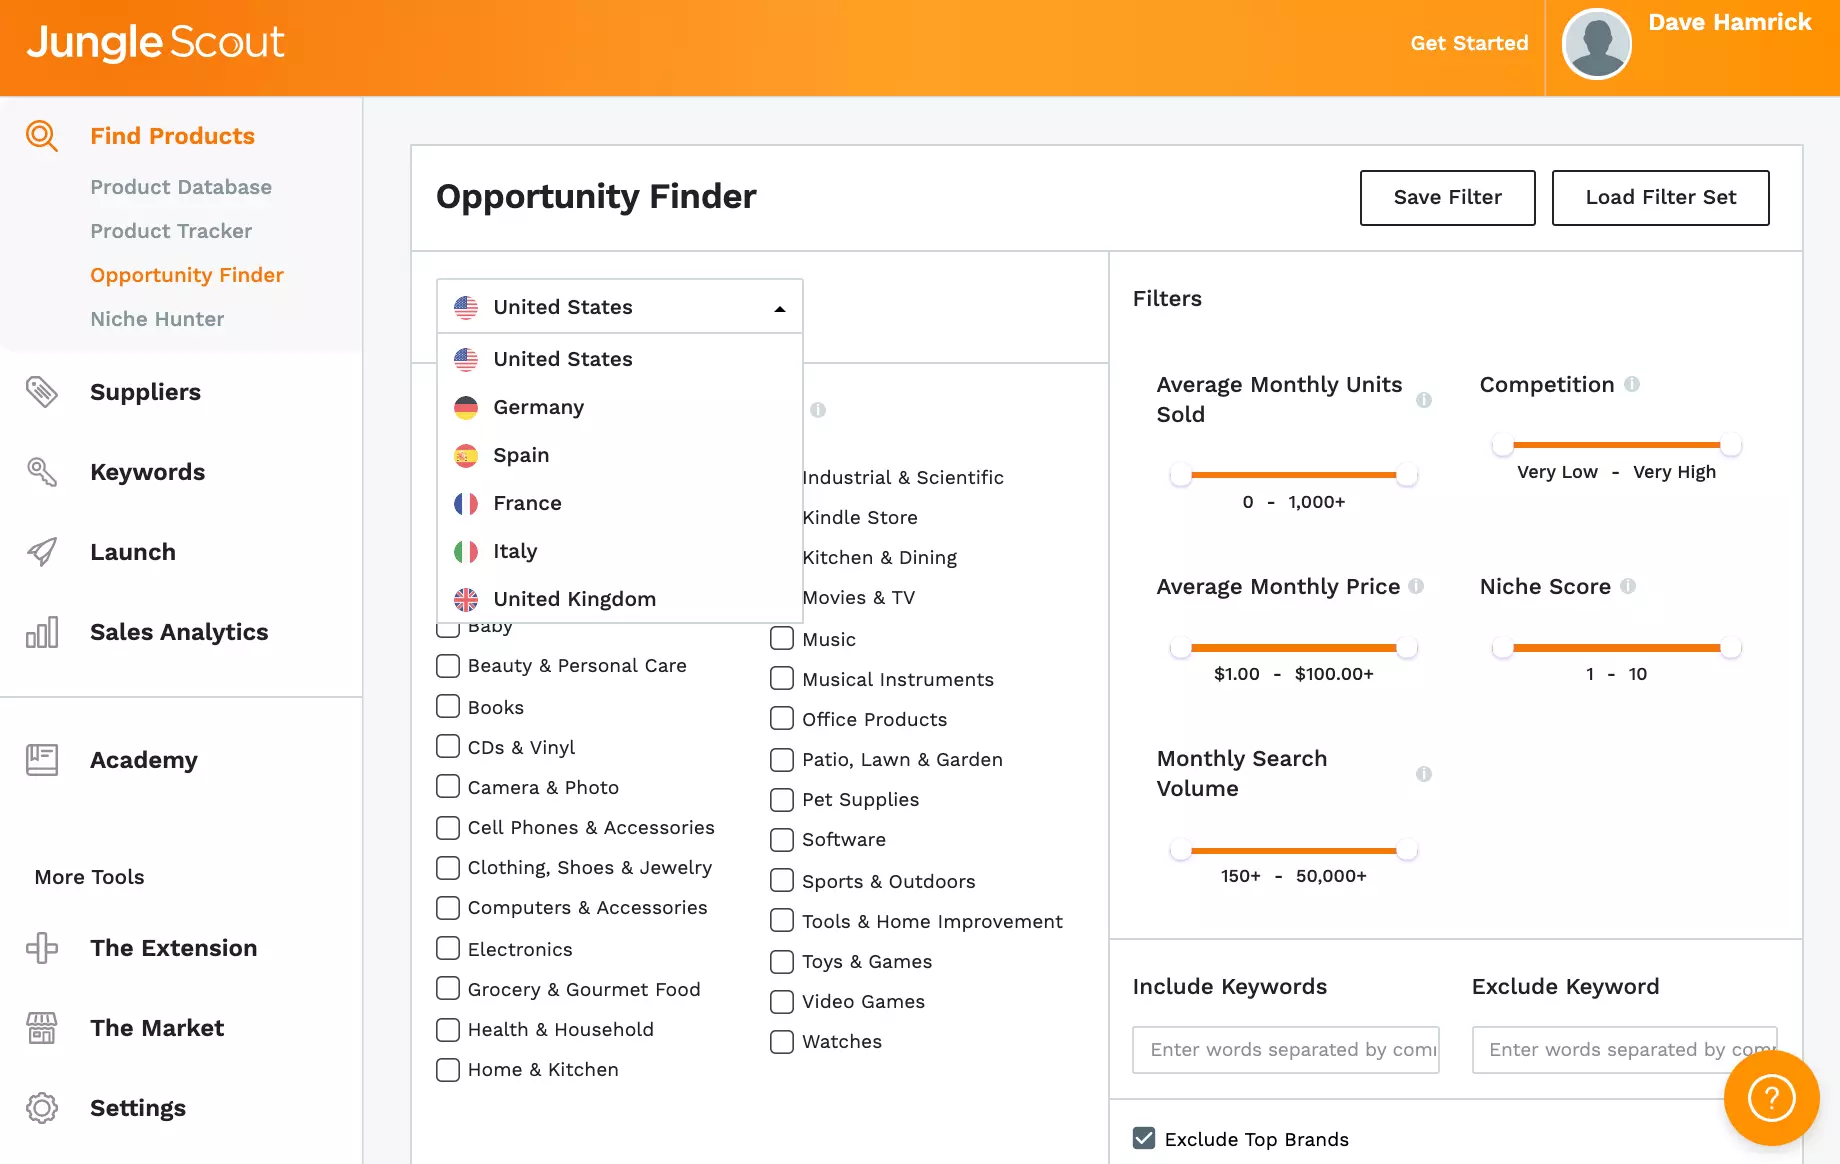 Jungle Scout
Get Started
Dave Hamrick
Find Products
Product Database
Product Tracker
Opportunity Finder
Niche Hunter
Suppliers
Keywords
Launch
Sales Analytics
Academy
More Tools
The Extension
The Market
Settings
Opportunity Finder
Save Filter
Load Filter Set
United States
United States
Germany
Spain
France
Italy
United Kingdom
Baby
Beauty & Personal Care
Books
CDs & Vinyl
Camera & Photo
Cell Phones & Accessories
Clothing, Shoes & Jewelry
Computers & Accessories
Electronics
Grocery & Gourmet Food
Health & Household
Home & Kitchen
Industrial & Scientific
Kindle Store
Kitchen & Dining
Movies & TV
Music
Musical Instruments
Office Products
Patio, Lawn & Garden
Pet Supplies
Software
Sports & Outdoors
Tools & Home Improvement
Toys & Games
Video Games
Watches
Filters
Average Monthly Units
Sold
0 - 1,000+
Competition
Very Low - Very High
Average Monthly Price
$1.00 - $100.00+
Niche Score
1 - 10
Monthly Search
Volume
150+ - 50,000+
Include Keywords
Enter words separated by com
Exclude Keyword
Enter words separated by com
Exclude Top Brands
?